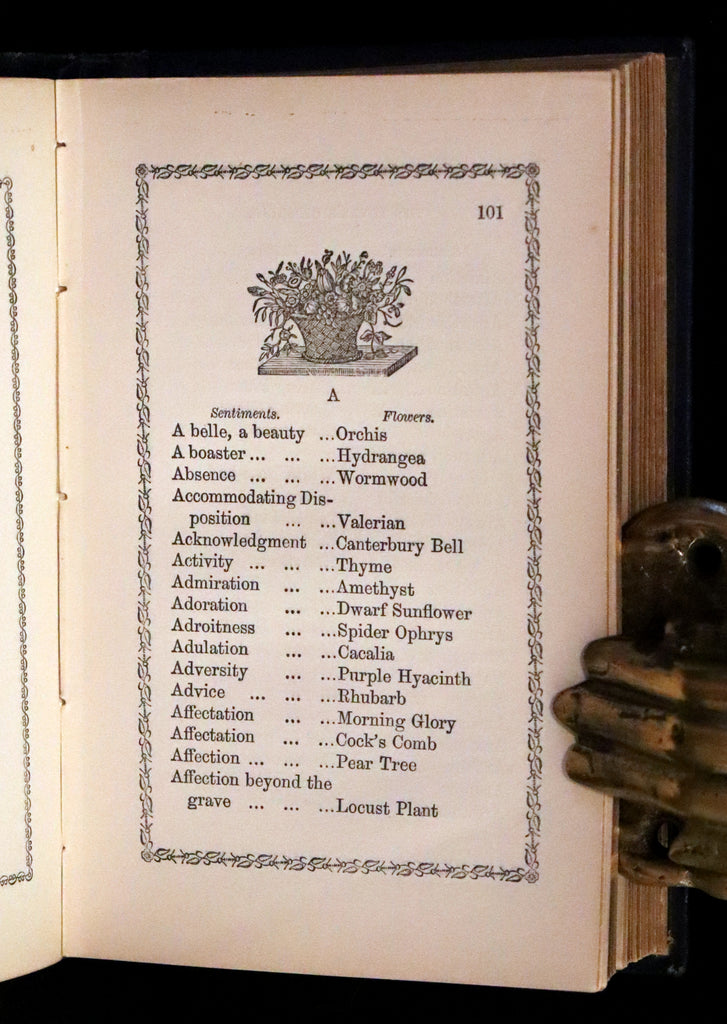 101
A
Sentiments. Flowers.
A belle, a beauty ...Orchis
A boaster... ... ...Hydrangea
Absence ... ... ...Wormwood
Accommodating Dis-
position ... ...Valerian
Acknowledgment ...Canterbury Bell
Activity ... ... ...Thyme
Admiration ... ...Amethyst
Adoration ... ...Dwarf Sunflower
Adroitness ... ...Spider Ophrys
Adulation ... ...Cacalia
Adversity ... ...Purple Hyacinth
Advice ... ... ...Rhubarb
Affectation ... ...Morning Glory
Affectation ... ...Cock's Comb
Affection ... ... ...Pear Tree
Affection beyond the
grave ... ... ...Locust Plant